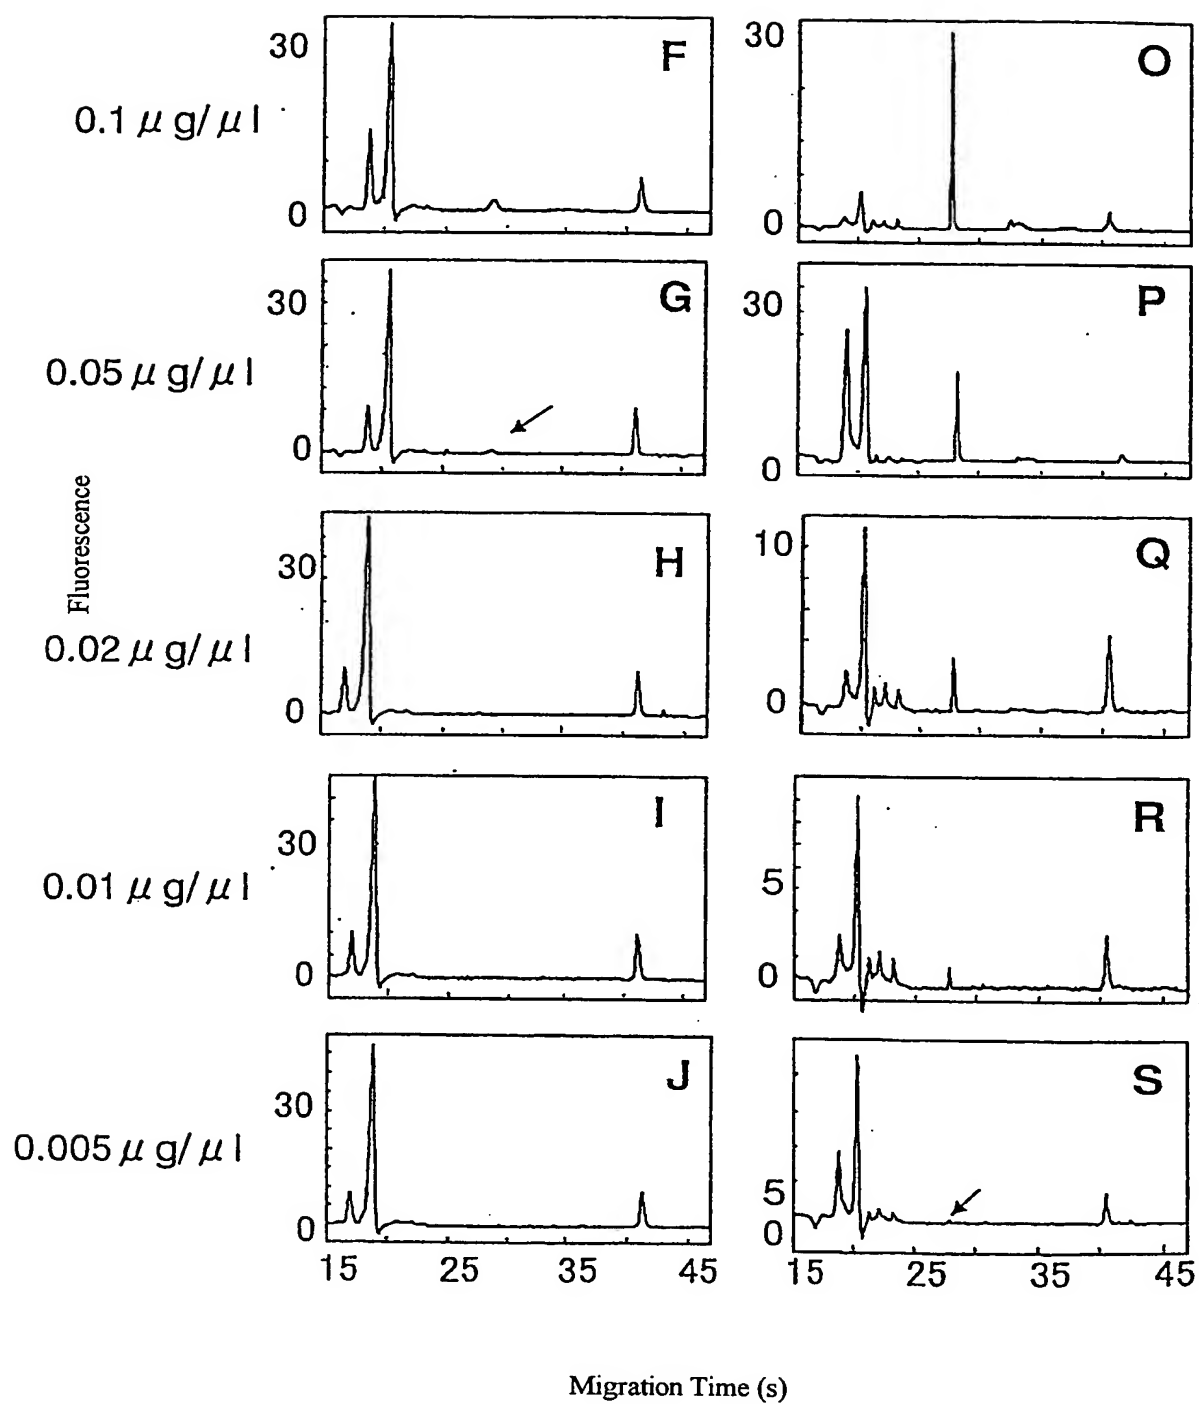 30
F
0.1 μ g/ μ l
0
30
O
0
30
G
0.05 μ g/ μ l
0
30
P
0
Fluorescence
30
H
0.02 μ g/ μ l
0
10
Q
0
30
I
0.01 μ g/ μ l
0
5
R
0
30
J
0.005 μ g/ μ l
0
5
S
0
15 25 35 45
15 25 35 45
Migration Time (s)